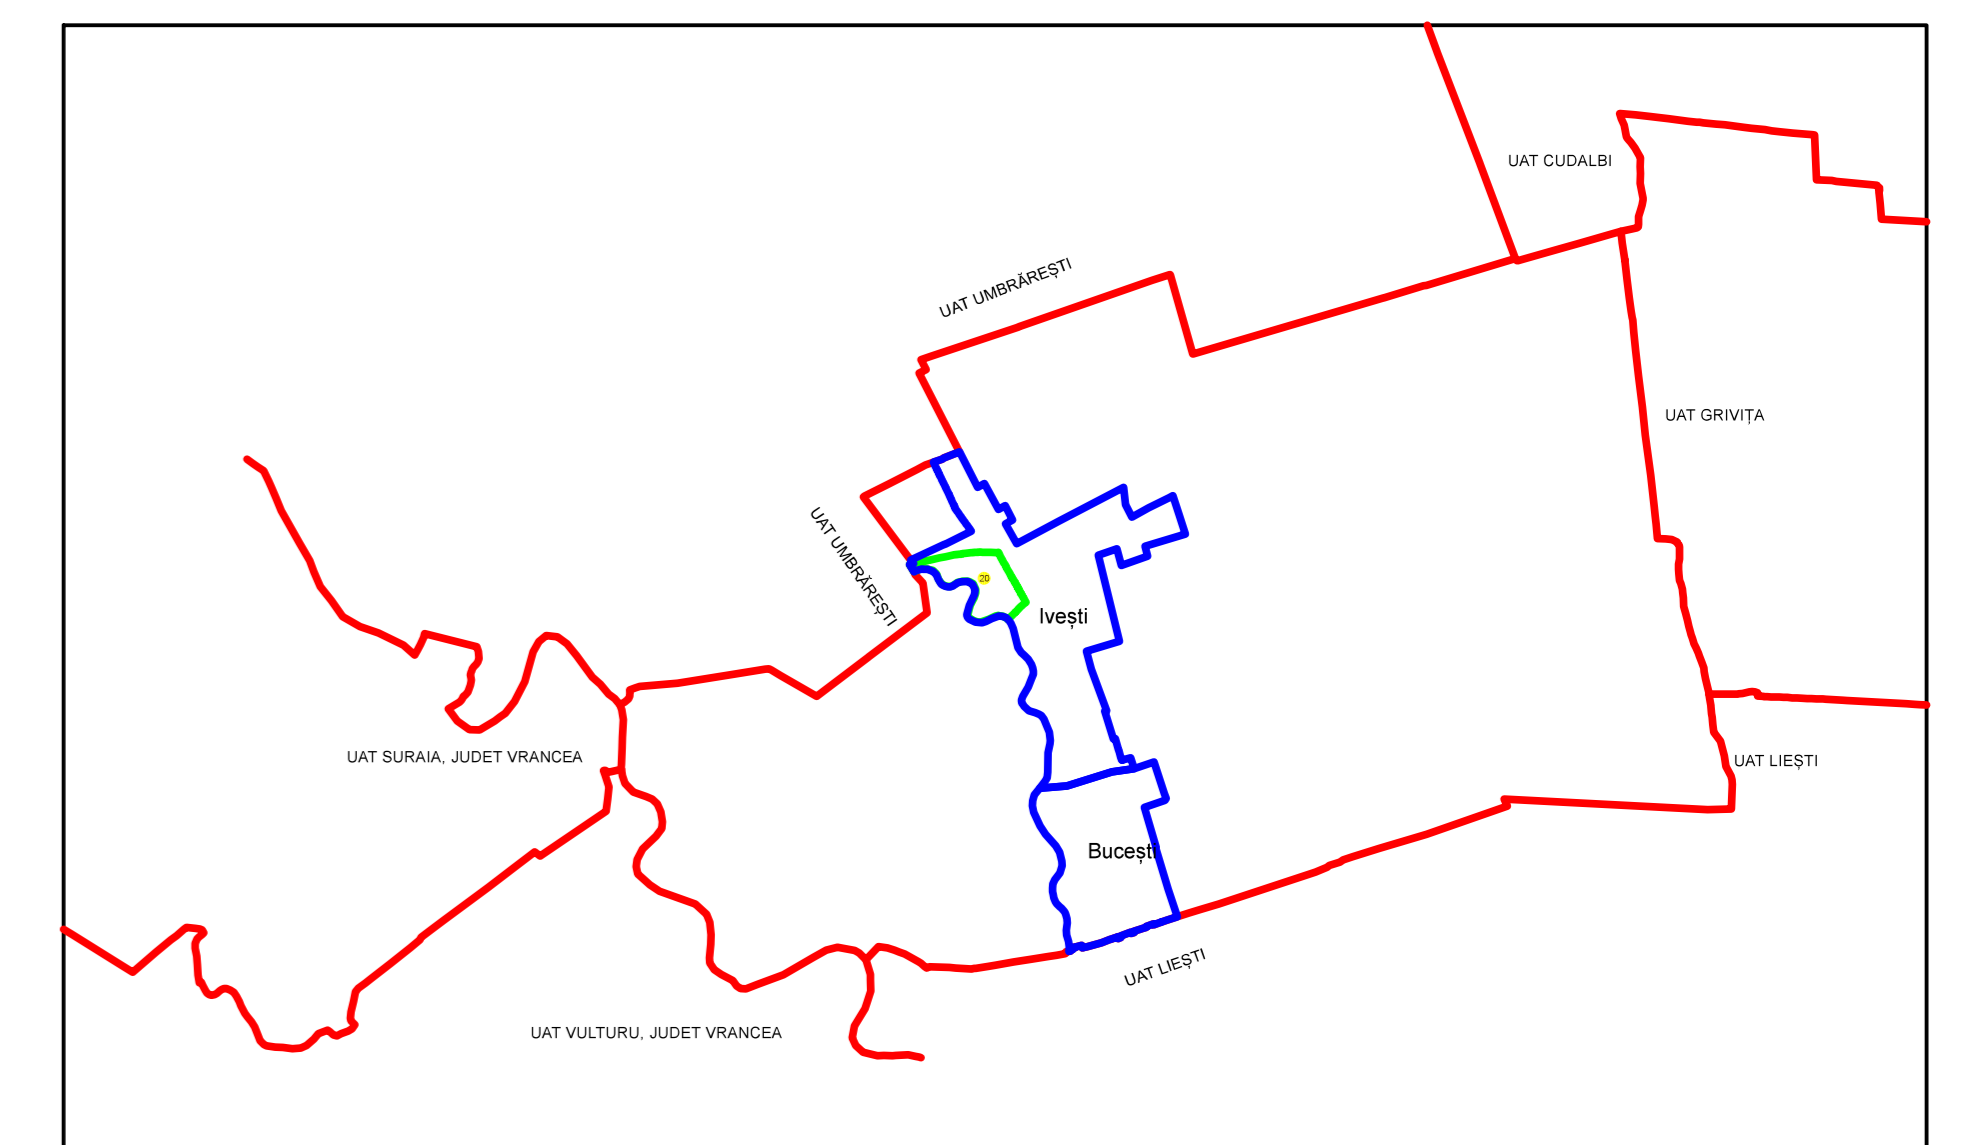 UAT CUDALBI
UAT UMBRĂREȘTI
UAT GRIVIȚA
UAT UMBRĂREȘTI
20
Ivești
UAT SURAIA, JUDET VRANCEA
UAT LIEȘTI
Bucești
UAT LIEȘTI
UAT VULTURU, JUDET VRANCEA